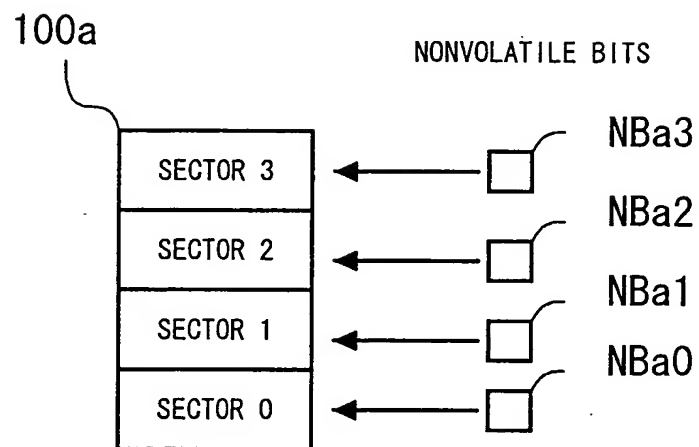 100a
NONVOLATILE BITS
SECTOR 3
NBa3
SECTOR 2
NBa2
SECTOR 1
NBa1
SECTOR 0
NBa0